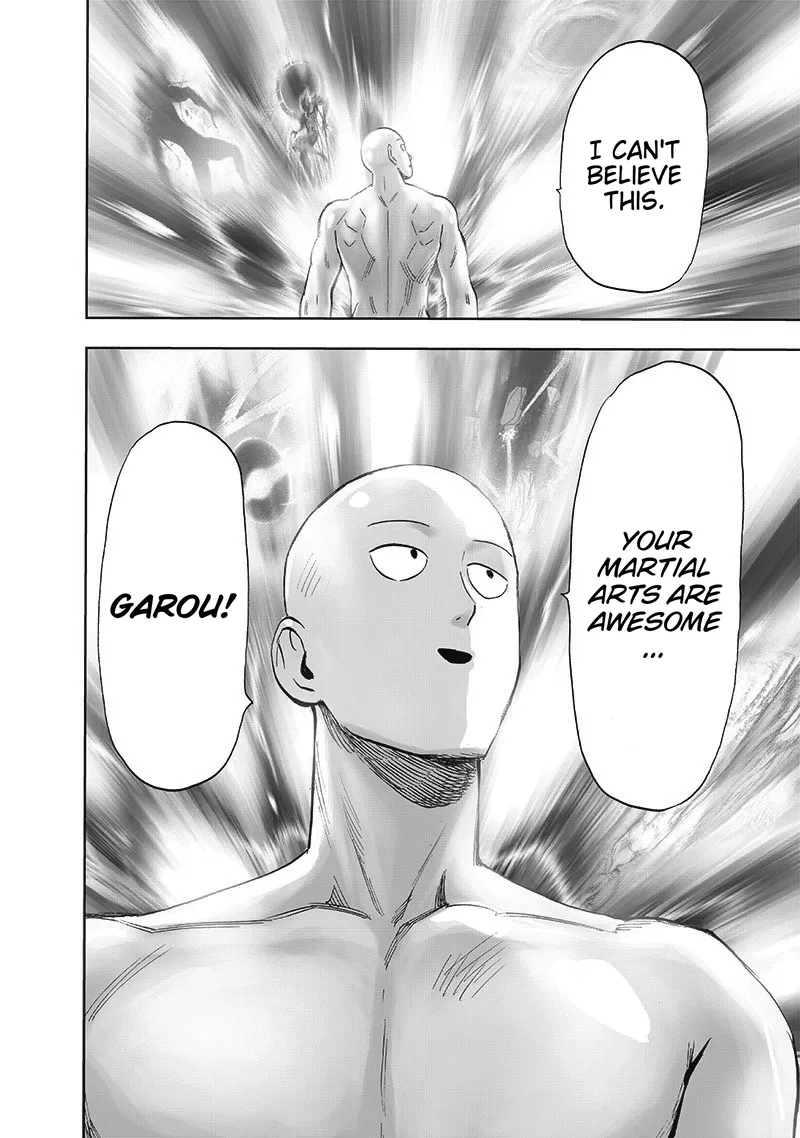 I CAN'T
BELIEVE
THIS.
YOUR
MARTIAL
ARTS ARE
AWESOME
...
GAROU!